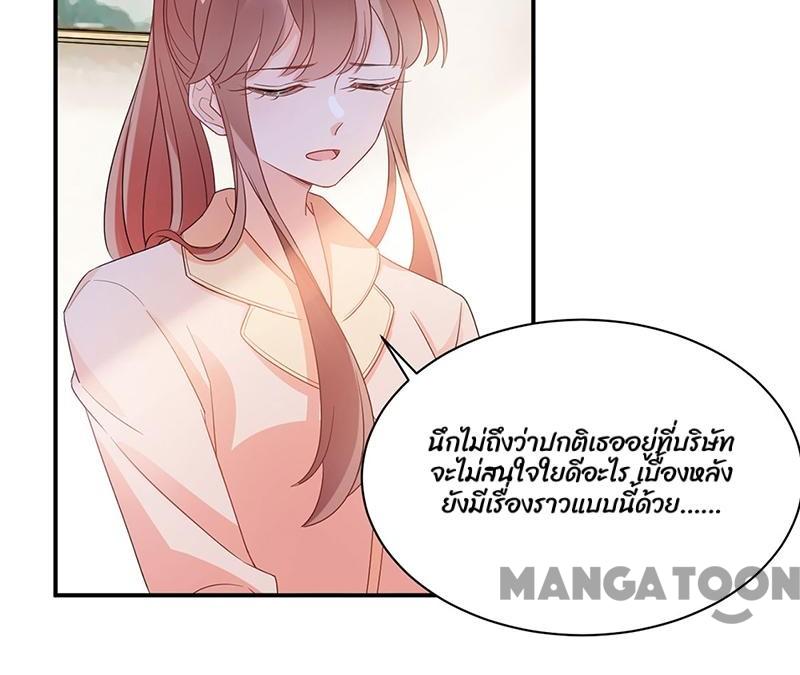 นึกไม่ถึงว่าปกติเธออยู่ที่บริษัท
จะไม่สนใจใยดีอะไร เบื้องหลัง
ยังมีเรื่องราวแบบนี้ด้วย......
MANGATOON